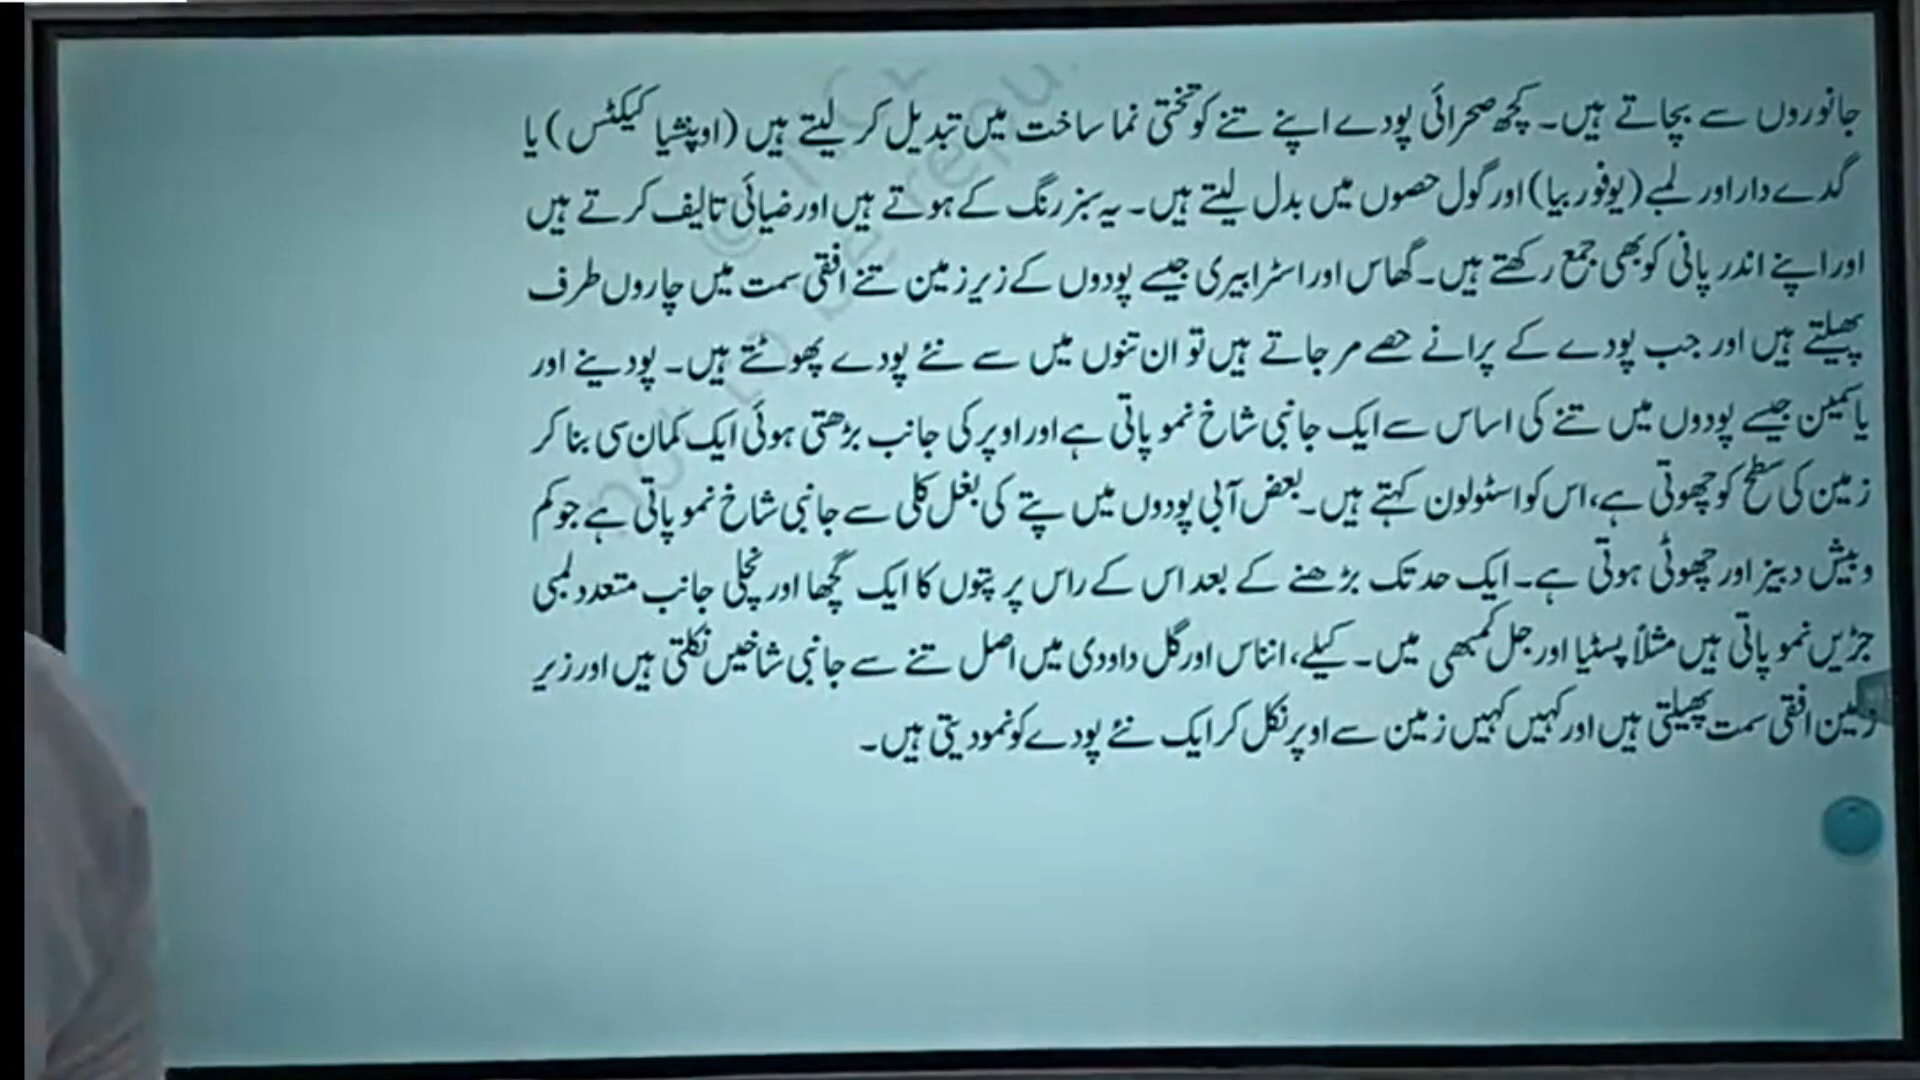 جانوروں سے بچاتے ہیں۔ کچھ صحرائی پودے اپنے تنے کو تختی نما ساخت میں تبدیل کر لیتے ہیں (اوپنشیا کیکٹس) یا
گدے دار اور لمبے (یوفوربیا) اور گول حصوں میں بدل لیتے ہیں۔ یہ سبز رنگ کے ہوتے ہیں اور ضیائی تالیف کرتے ہیں
اور اپنے اندر پانی کو بھی جمع رکھتے ہیں۔ گھاس اور اسٹرابیری جیسے پودوں کے زیر زمین تنے افقی سمت میں چاروں طرف
پھیلتے ہیں اور جب پودے کے پرانے حصے مر جاتے ہیں تو ان تنوں میں سے نئے پودے پھوٹتے ہیں۔ پودینے اور
یاسمین جیسے پودوں میں تنے کی اساس سے ایک جانبی شاخ نمو پاتی ہے اور اوپر کی جانب بڑھتی ہوئی ایک کمان سی بنا کر
زمین کی سطح کو چھوتی ہے، اس کو اسٹولون کہتے ہیں۔ بعض آبی پودوں میں پتے کی بغل کلی سے جانبی شاخ نمو پاتی ہے جو کم
و بیش دبیز اور چھوٹی ہوتی ہے۔ ایک حد تک بڑھنے کے بعد اس کے راس پر پتوں کا ایک گچھا اور نچلی جانب متعدد لمبی
جڑیں نمو پاتی ہیں مثلاً پسٹیا اور جل کمبھی میں۔ کیلے، انناس اور گل داودی میں اصل تنے سے جانبی شاخیں نکلتی ہیں اور زیر
زمین افقی سمت پھیلتی ہیں اور کہیں کہیں زمین سے اوپر نکل کر ایک نئے پودے کو نمو دیتی ہیں۔